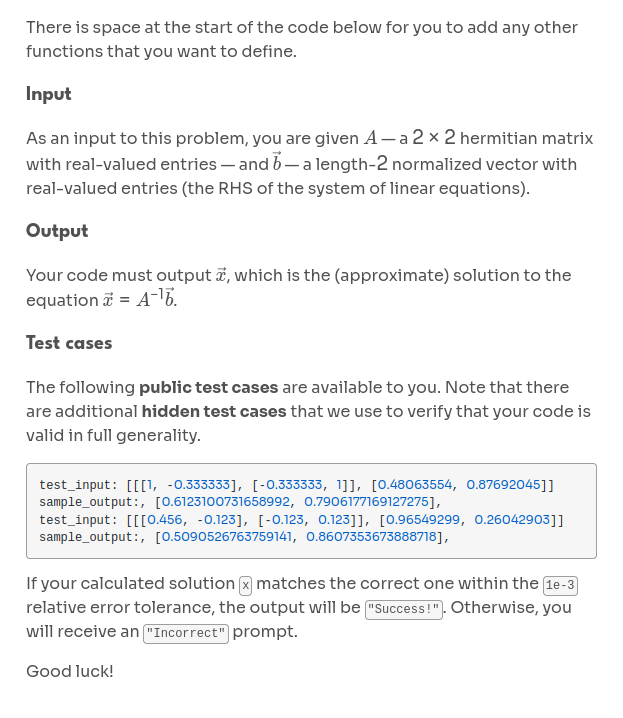 There is space at the start of the code below for you to add any other
functions that you want to define.
Input
As an input to this problem, you are given A — a 2 × 2 hermitian matrix
with real-valued entries — and b⃗ — a length-2 normalized vector with
real-valued entries (the RHS of the system of linear equations).
Output
Your code must output x⃗, which is the (approximate) solution to the
equation x⃗ = A⁻¹b⃗.
Test cases
The following public test cases are available to you. Note that there
are additional hidden test cases that we use to verify that your code is
valid in full generality.
test_input: [[[1, -0.333333], [-0.333333, 1]], [0.48063554, 0.87692045]]
sample_output:, [0.6123100731658992, 0.7906177169127275],
test_input: [[[0.456, -0.123], [-0.123, 0.123]], [0.96549299, 0.26042903]]
sample_output:, [0.5090526763759141, 0.8607353673888718],
If your calculated solution x matches the correct one within the 1e-3
relative error tolerance, the output will be "Success!". Otherwise, you
will receive an "Incorrect" prompt.
Good luck!